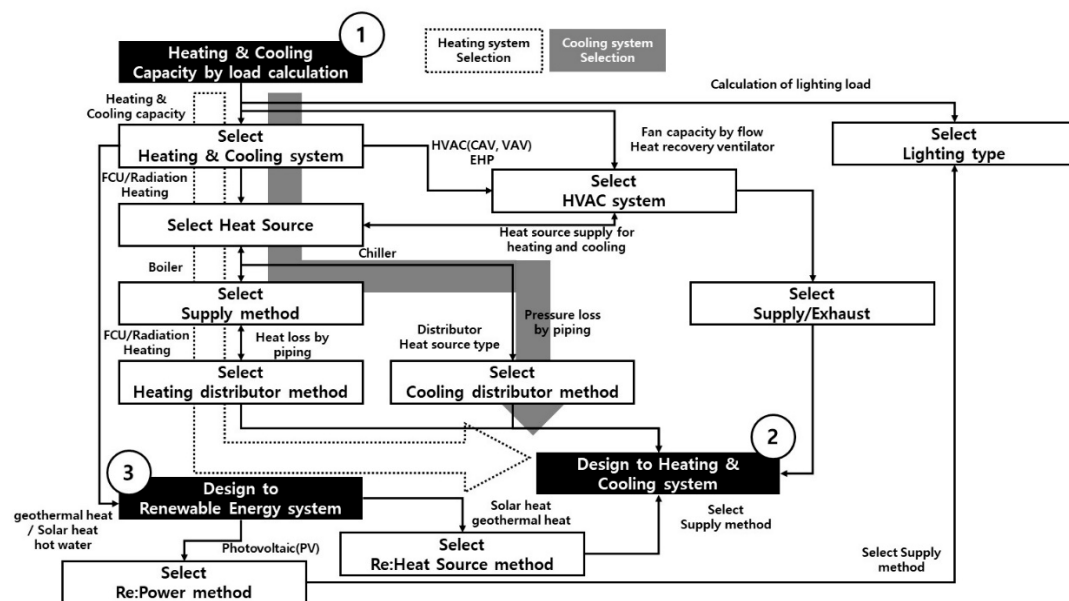 1
Heating & Cooling
Capacity by load calculation
Heating system
Selection
Cooling system
Selection
Calculation of lighting load
Heating &
Cooling capacity
Select
Heating & Cooling system
HVAC(CAV, VAV)
EHP
Fan capacity by flow
Heat recovery ventilator
Select
Lighting type
FCU/Radiation
Heating
Select
HVAC system
Select Heat Source
Heat source supply for
heating and cooling
Boiler
Chiller
Select
Supply method
Select
Supply/Exhaust
FCU/Radiation
Heating
Heat loss by
piping
Distributor
Heat source type
Pressure loss
by piping
Select
Heating distributor method
Select
Cooling distributor method
2
Design to Heating &
Cooling system
3
Design to
Renewable Energy system
geothermal heat
/ Solar heat
hot water
Solar heat
geothermal heat
Select
Supply method
Photovoltaic(PV)
Select
Re:Heat Source method
Select Supply
method
Select
Re:Power method